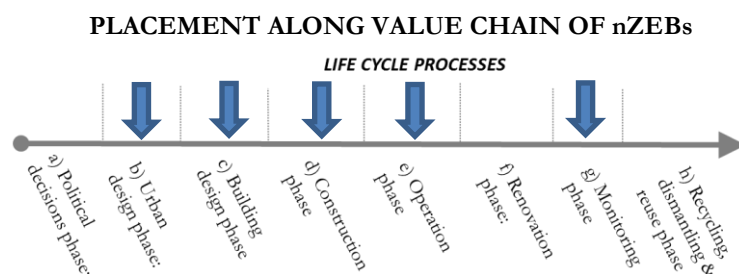 PLACEMENT ALONG VALUE CHAIN OF nZEBs
LIFE CYCLE PROCESSES
a) Political
decisions phase:
b) Urban
design phase:
c) Building
design phase
d) Construction
phase
e) Operation
phase
f) Renovation
phase:
g) Monitoring
phase
h) Recycling,
dismantling &
reuse phase